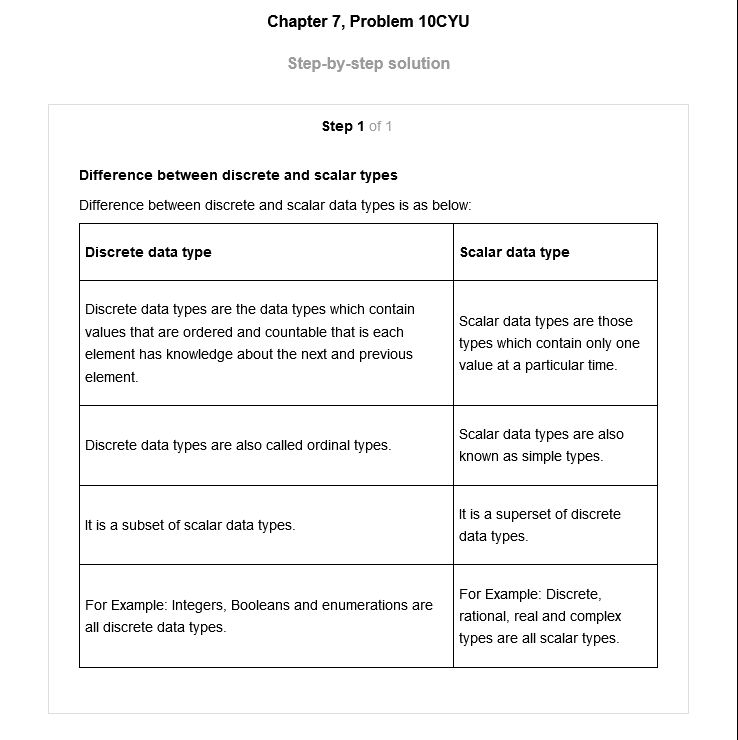 Chapter 7, Problem 10CYU
Step-by-step solution
Step 1 of 1
Difference between discrete and scalar types
Difference between discrete and scalar data types is as below:
Discrete data type
Scalar data type
Discrete data types are the data types which contain
values that are ordered and countable that is each
element has knowledge about the next and previous
element.
Scalar data types are those
types which contain only one
value at a particular time.
Discrete data types are also called ordinal types.
Scalar data types are also
known as simple types.
It is a subset of scalar data types.
It is a superset of discrete
data types.
For Example: Integers, Booleans and enumerations are
all discrete data types.
For Example: Discrete,
rational, real and complex
types are all scalar types.